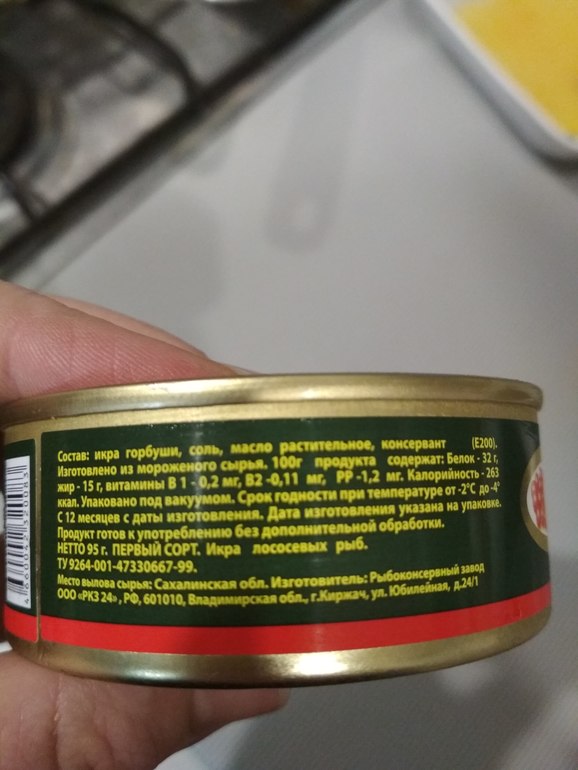 Состав: икра горбуши, соль, масло растительное, консервант (Е200).
Изготовлено из мороженого сырья. 100г продукта содержат: Белок - 32 г,
жир - 15 г, витамины В 1 - 0,2 мг, В2 -0,11 мг, РР -1,2 мг. Калорийность - 263
ккал. Упаковано под вакуумом. Срок годности при температуре от -2°С до -4°
С 12 месяцев с даты изготовления. Дата изготовления указана на упаковке.
Продукт готов к употреблению без дополнительной обработки.
НЕТТО 95 г. ПЕРВЫЙ СОРТ. Икра лососевых рыб.
ТУ 9264-001-47330667-99.
Место вылова сырья: Сахалинская обл. Изготовитель: Рыбоконсервный завод
ООО «РКЗ 24» , РФ, 601010, Владимирская обл., г.Киржач, ул. Юбилейная, д.24/1